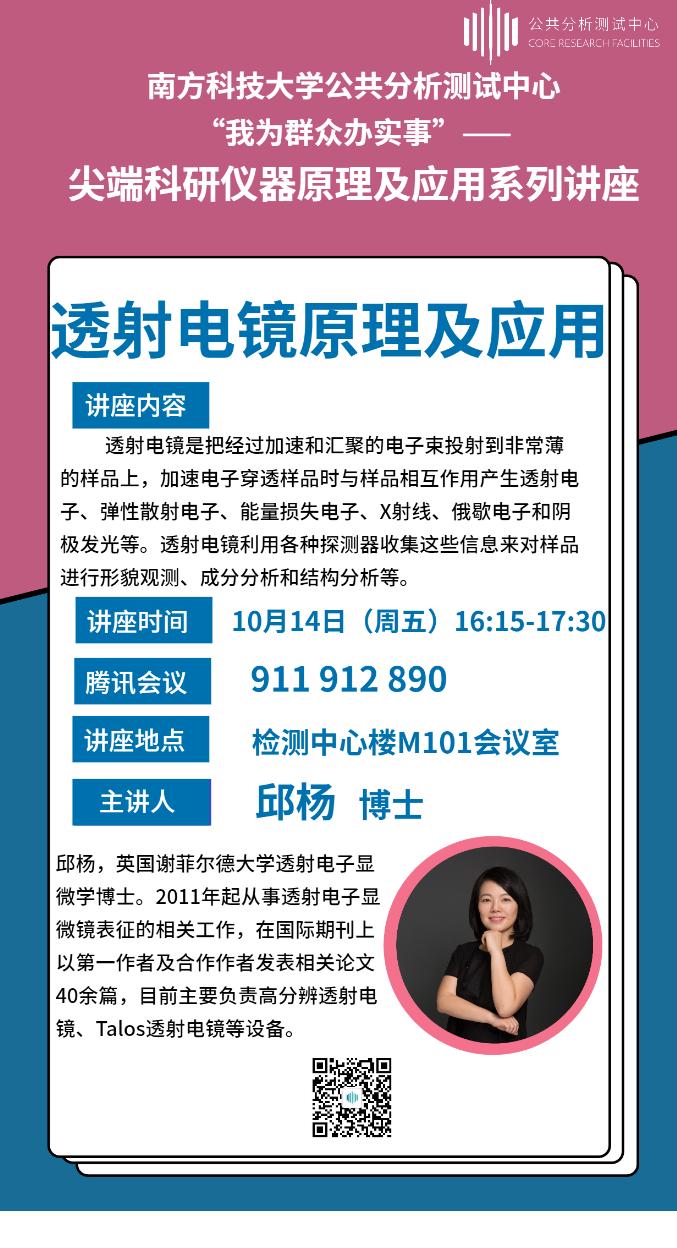 公共分析测试中心
CORE RESEARCH FACILITIES
南方科技大学公共分析测试中心
“我为群众办实事”——
尖端科研仪器原理及应用系列讲座
透射电镜原理及应用
讲座内容
透射电镜是把经过加速和汇聚的电子束投射到非常薄
的样品上，加速电子穿透样品时与样品相互作用产生透射电
子、弹性散射电子、能量损失电子、X射线、俄歇电子和阴
极发光等。透射电镜利用各种探测器收集这些信息来对样品
进行形貌观测、成分分析和结构分析等。
讲座时间 10月14日（周五）16:15-17:30
腾讯会议 911 912 890
讲座地点 检测中心楼M101会议室
主讲人 邱杨 博士
邱杨，英国谢菲尔德大学透射电子显
微学博士。2011年起从事透射电子显
微镜表征的相关工作，在国际期刊上
以第一作者及合作作者发表相关论文
40余篇，目前主要负责高分辨透射电
镜、Talos透射电镜等设备。